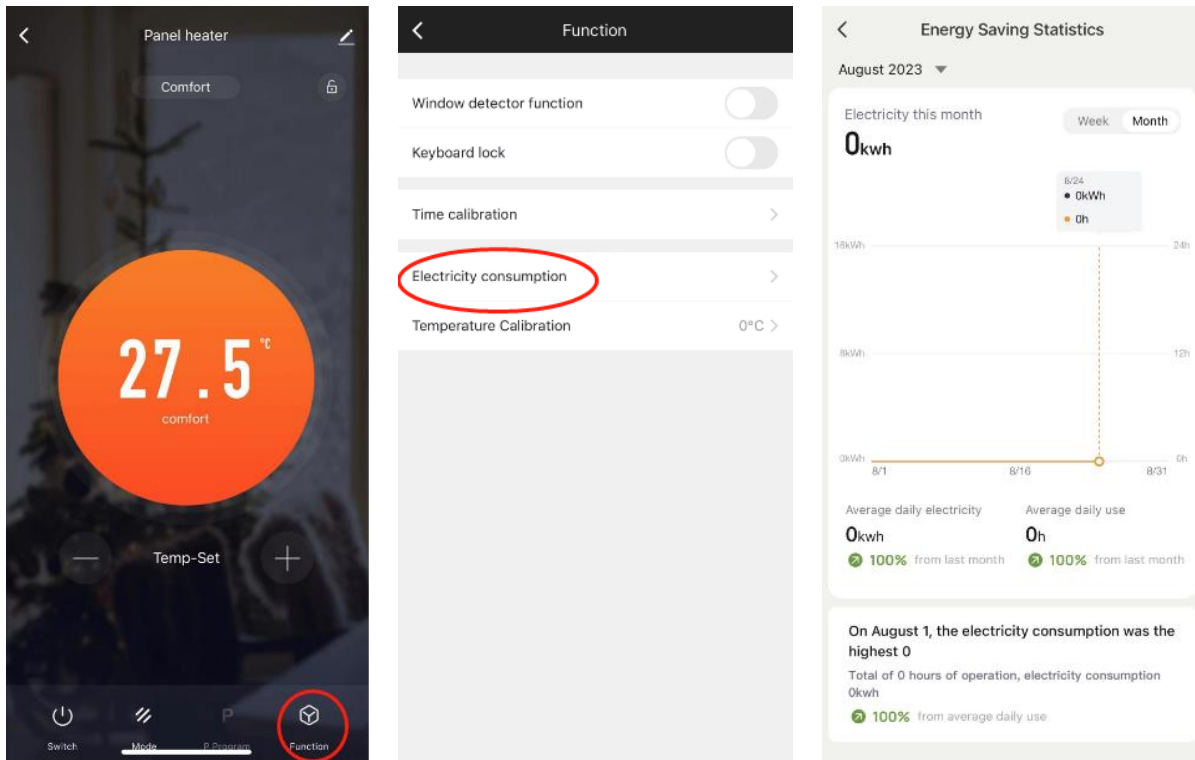 Panel heater
Comfort
27.5 °C
comfort
Temp-Set
Switch
Mode
P
P Program
Function
Function
Window detector function
Keyboard lock
Time calibration
Electricity consumption
Temperature Calibration 0°C
Energy Saving Statistics
August 2023
Electricity this month
Week Month
0kwh
8/24
0kWh
0h
16kWh 24h
8kWh 12h
0kWh 0h
8/1 8/16 8/31
Average daily electricity Average daily use
0kwh 0h
100% from last month 100% from last month
On August 1, the electricity consumption was the
highest 0
Total of 0 hours of operation, electricity consumption
0kwh
100% from average daily use